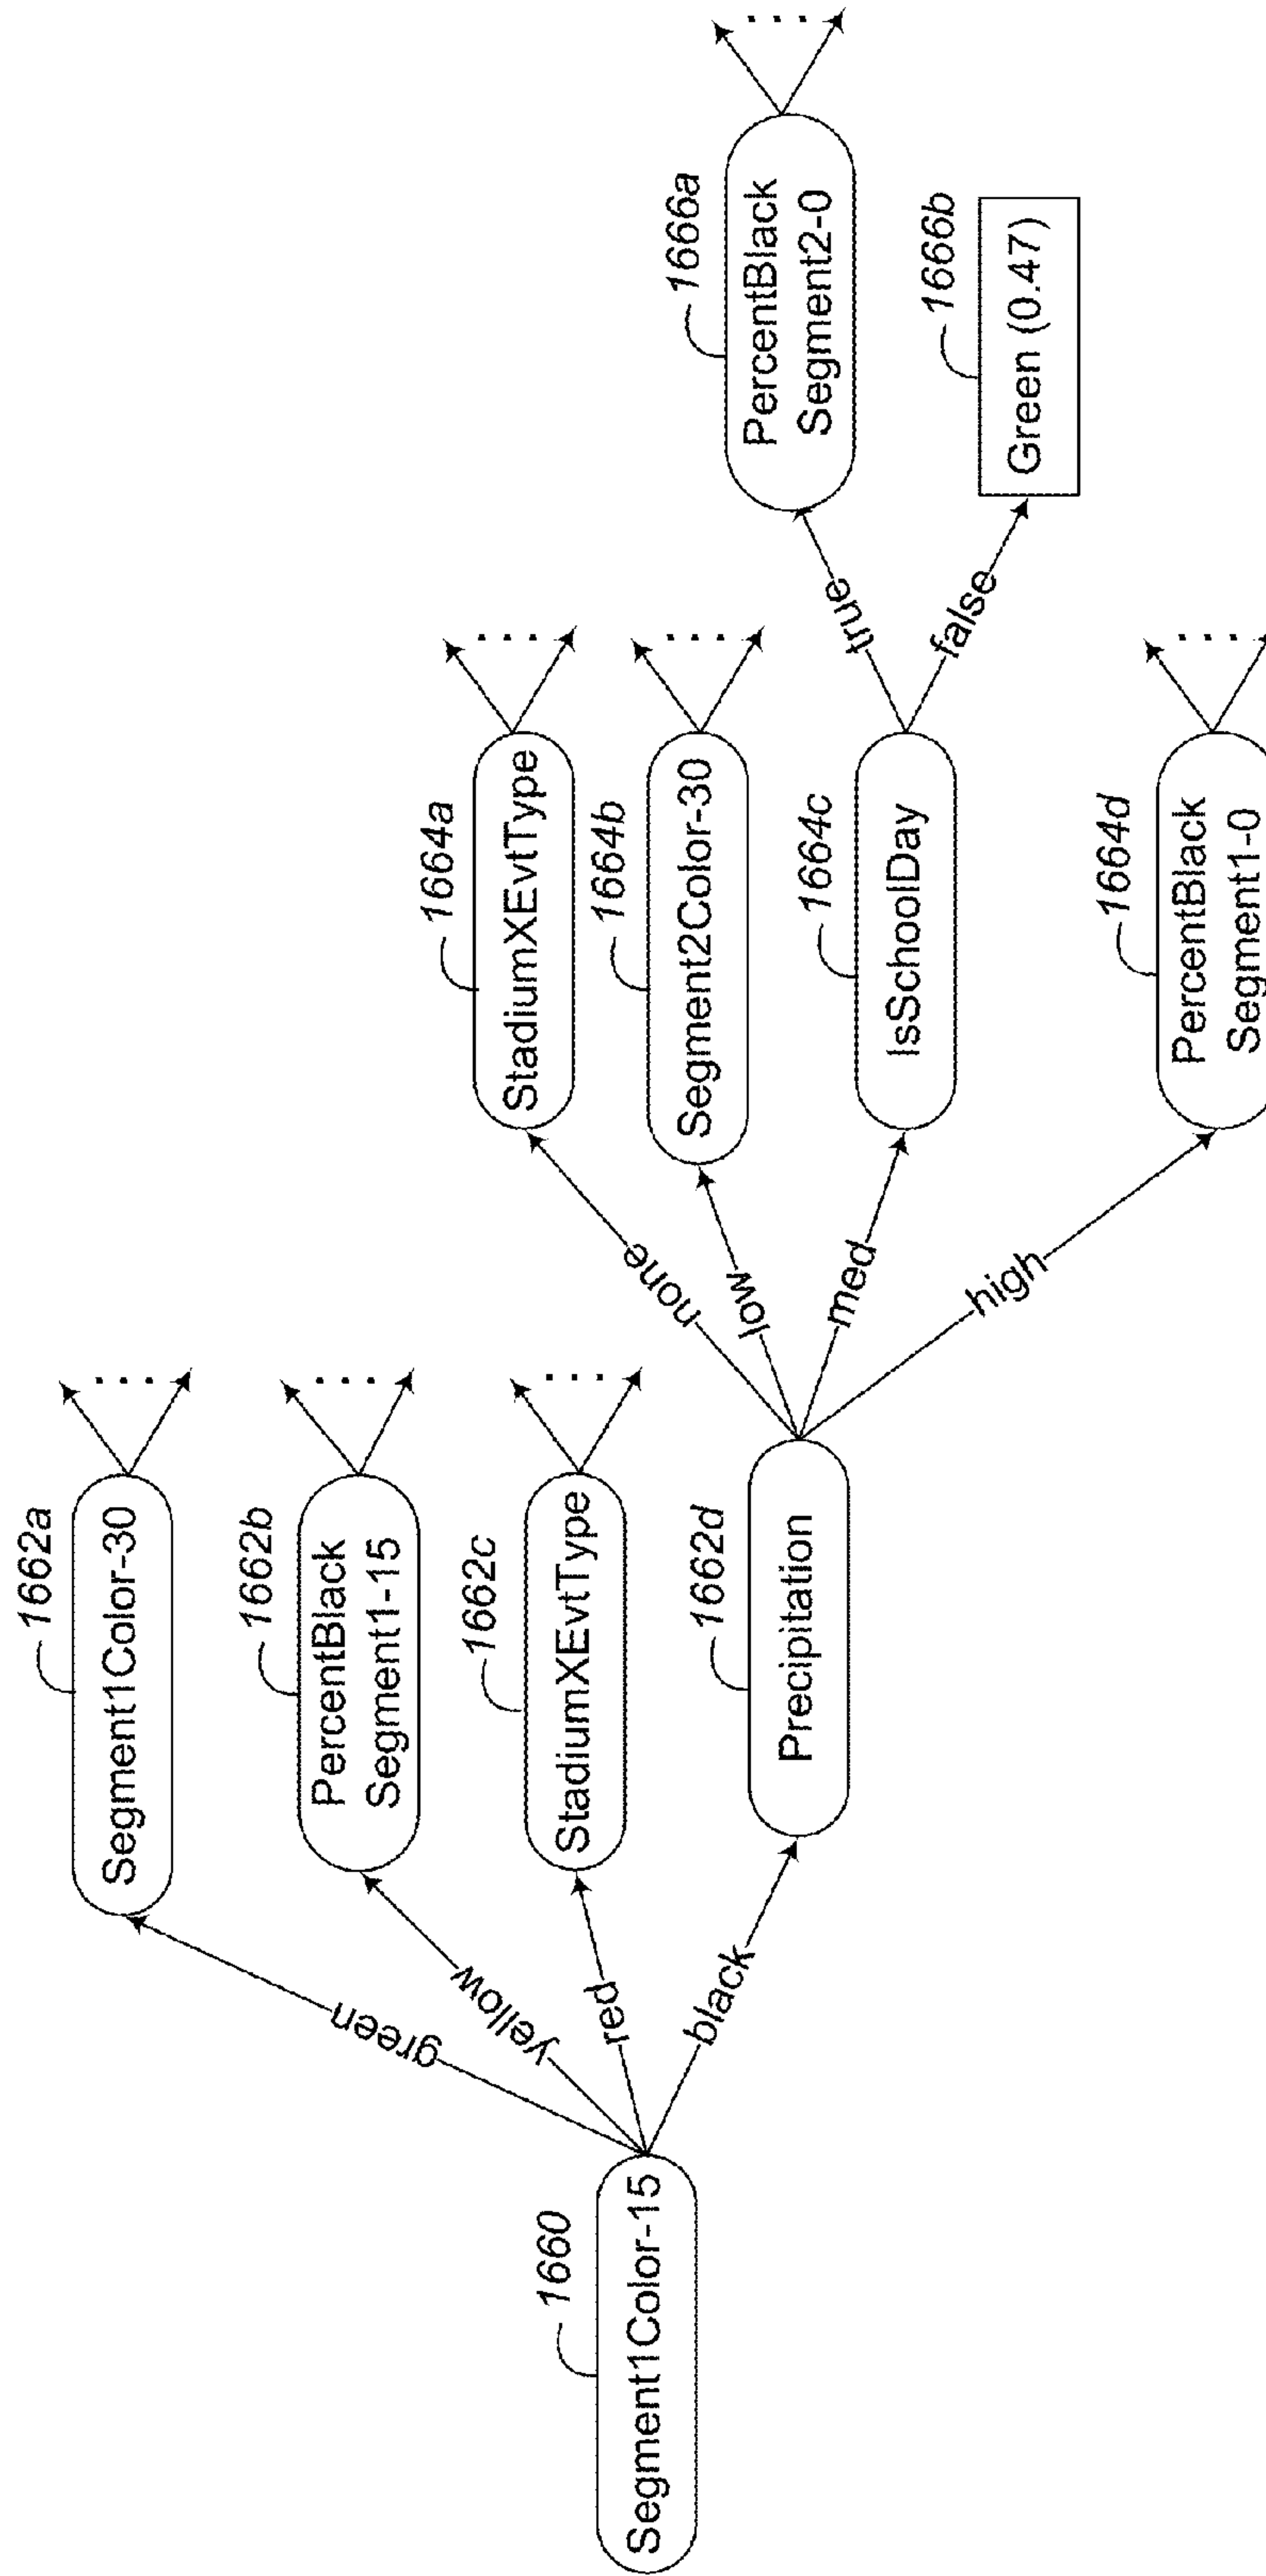 1660
Segment1Color-15
green
yellow
red
black
1662a
Segment1Color-30
1662b
PercentBlack
Segment1-15
1662c
StadiumXEvtType
1662d
Precipitation
none
low
med
high
1664a
StadiumXEvtType
1664b
Segment2Color-30
1664c
IsSchoolDay
1664d
PercentBlack
Segment1-0
true
false
1666a
PercentBlack
Segment2-0
1666b
Green (0.47)